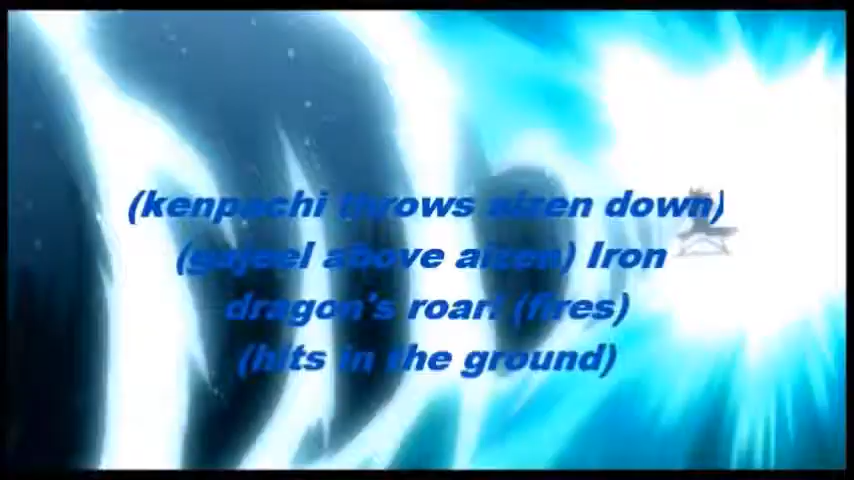 (kenpachi throws aizen down)
(gajeel above aizen) Iron
dragon's roar! (fires)
(hits in the ground)